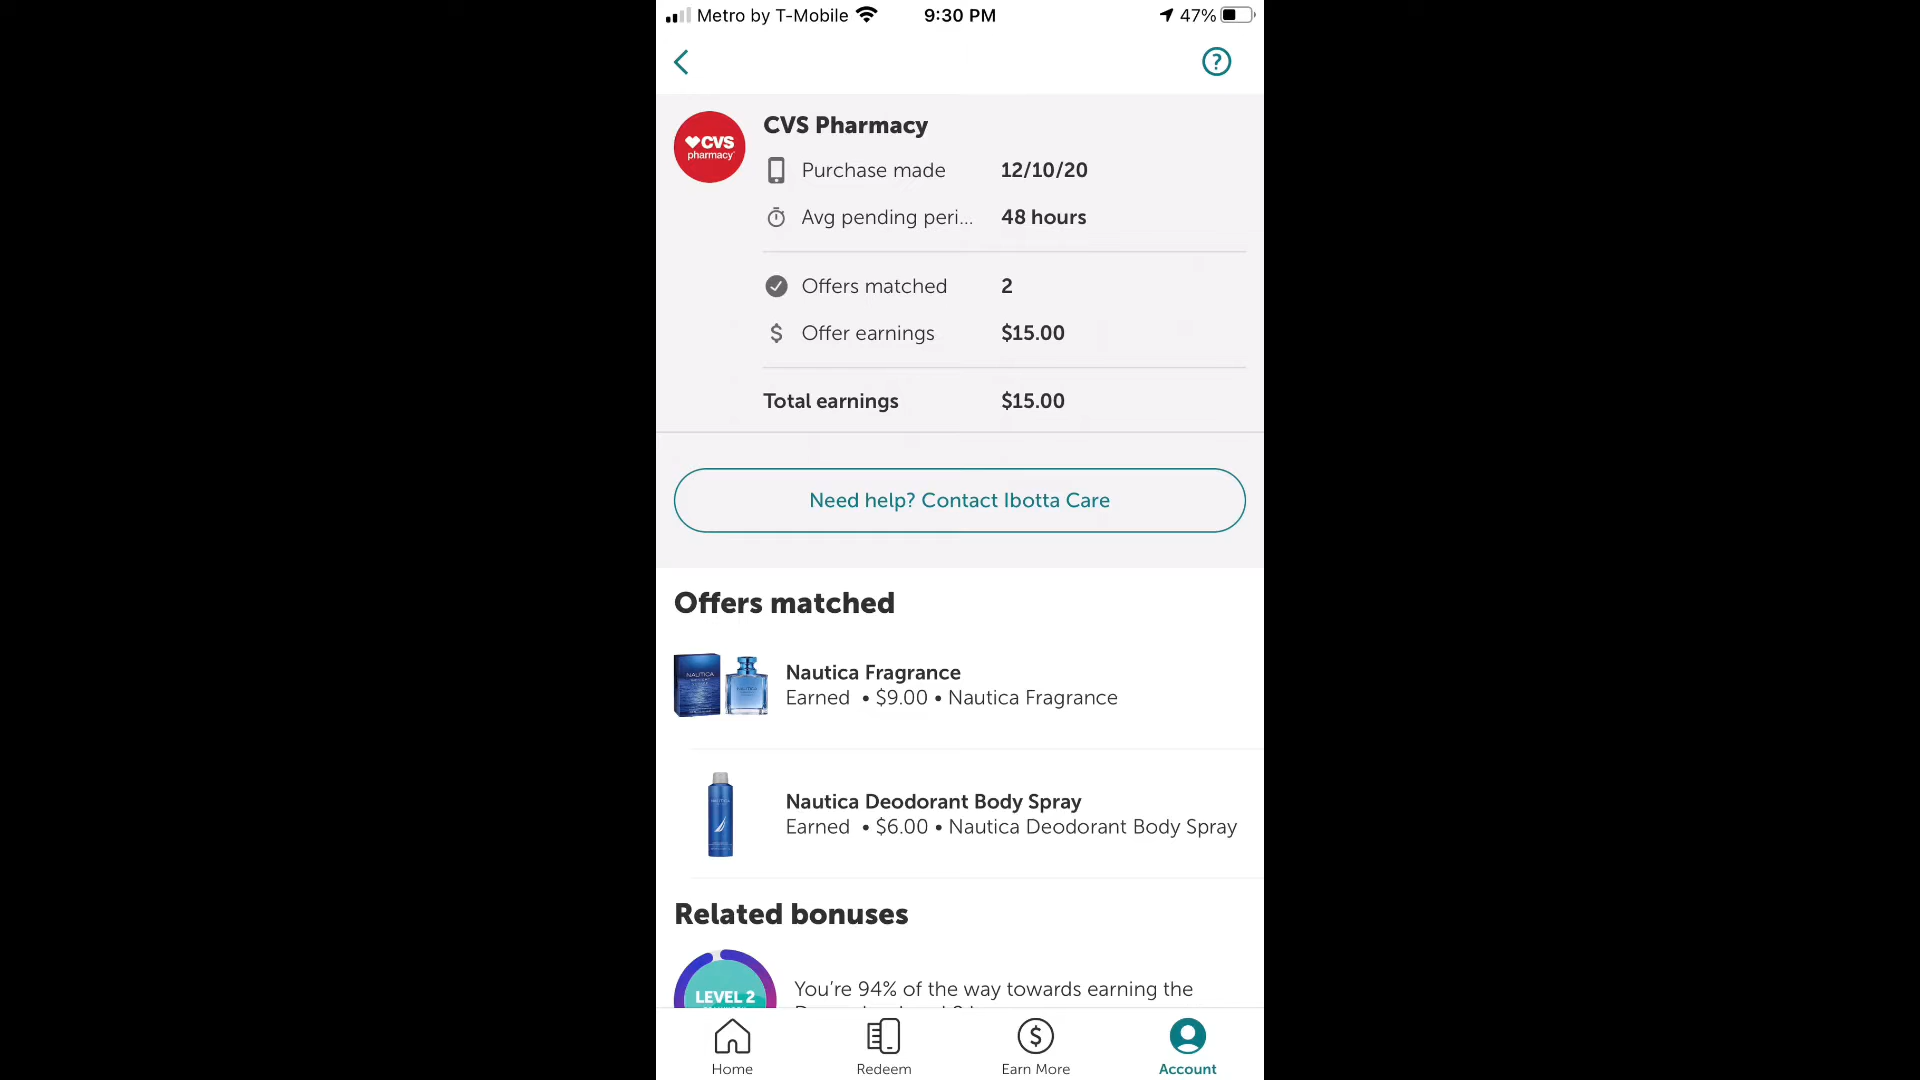 Metro by T-Mobile 9:30 PM 47%
?
CVS Pharmacy
CVS
pharmacy
Purchase made 12/10/20
Avg pending peri... 48 hours
Offers matched 2
$ Offer earnings $15.00
Total earnings $15.00
Need help? Contact Ibotta Care
Offers matched
NAUTICA
Nautica Fragrance
Earned • $9.00 • Nautica Fragrance
Nautica Deodorant Body Spray
Earned • $6.00 • Nautica Deodorant Body Spray
Related bonuses
LEVEL 2
You're 94% of the way towards earning the
$
Home Redeem Earn More Account